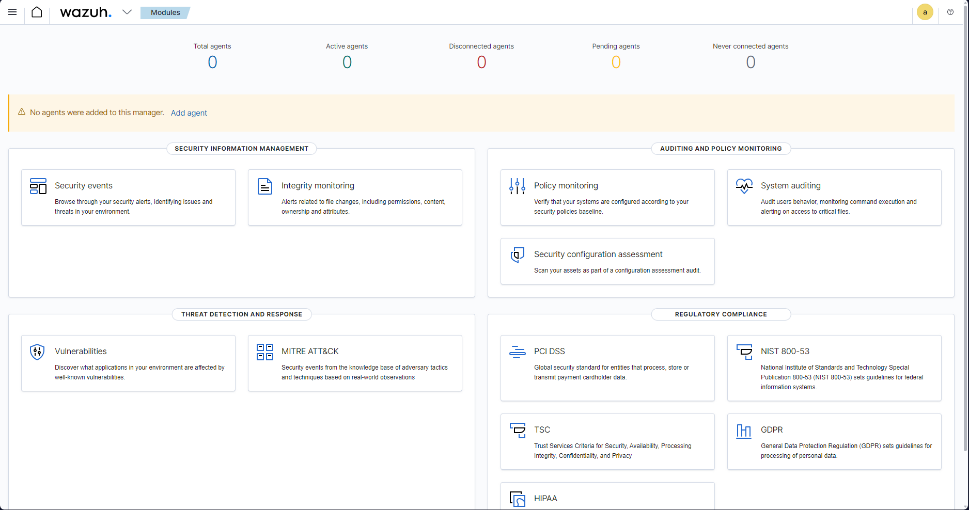 wazuh.
Modules
a
Total agents
0
Active agents
0
Disconnected agents
0
Pending agents
0
Never connected agents
0
No agents were added to this manager. Add agent
SECURITY INFORMATION MANAGEMENT
Security events
Browse through your security alerts, identifying issues and
threats in your environment.
Integrity monitoring
Alerts related to file changes, including permissions, content,
ownership and attributes.
AUDITING AND POLICY MONITORING
Policy monitoring
Verify that your systems are configured according to your
security policies baseline.
System auditing
Audit users behavior, monitoring command execution and
alerting on access to critical files.
Security configuration assessment
Scan your assets as part of a configuration assessment audit.
THREAT DETECTION AND RESPONSE
Vulnerabilities
Discover what applications in your environment are affected by
well-known vulnerabilities.
MITRE ATT&CK
Security events from the knowledge base of adversary tactics
and techniques based on real-world observations
REGULATORY COMPLIANCE
PCI DSS
Global security standard for entities that process, store or
transmit payment cardholder data.
NIST 800-53
National Institute of Standards and Technology Special
Publication 800-53 (NIST 800-53) sets guidelines for federal
information systems
TSC
Trust Services Criteria for Security, Availability, Processing
Integrity, Confidentiality, and Privacy
GDPR
General Data Protection Regulation (GDPR) sets guidelines for
processing of personal data.
HIPAA